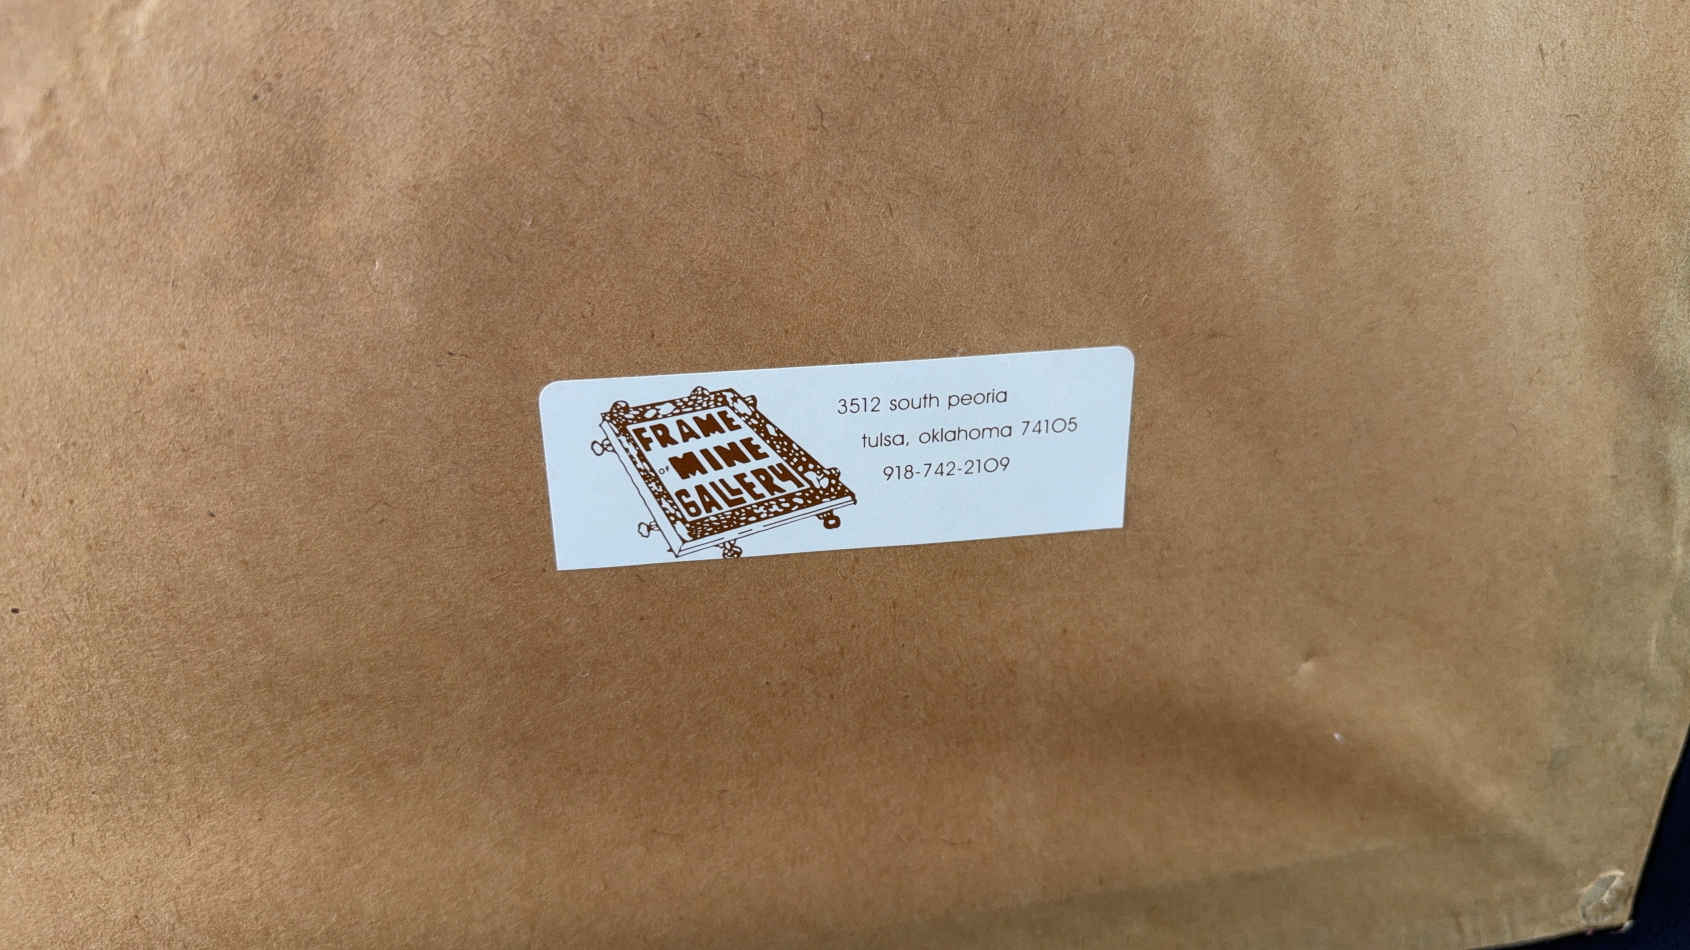 FRAME
OF MINE
GALLERY
3512 south peoria
tulsa, oklahoma 74105
918-742-2109